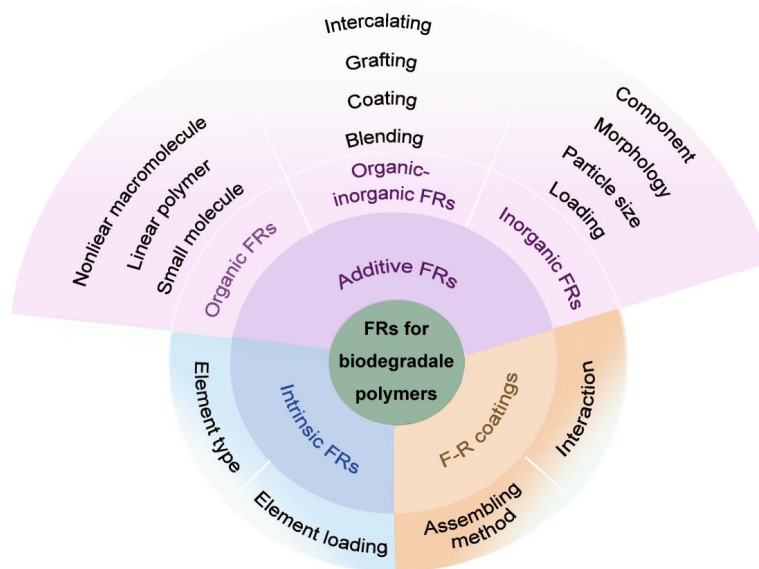 Intercalating
Grafting
Coating
Blending
Organic-
inorganic FRs
Nonliear macromolecule
Linear polymer
Small molecule
Organic FRs
Component
Morphology
Particle size
Loading
Inorganic FRs
Additive FRs
FRs for
biodegradale
polymers
Intrinsic FRs
Element type
Element loading
F-R coatings
Interaction
Assembling
method